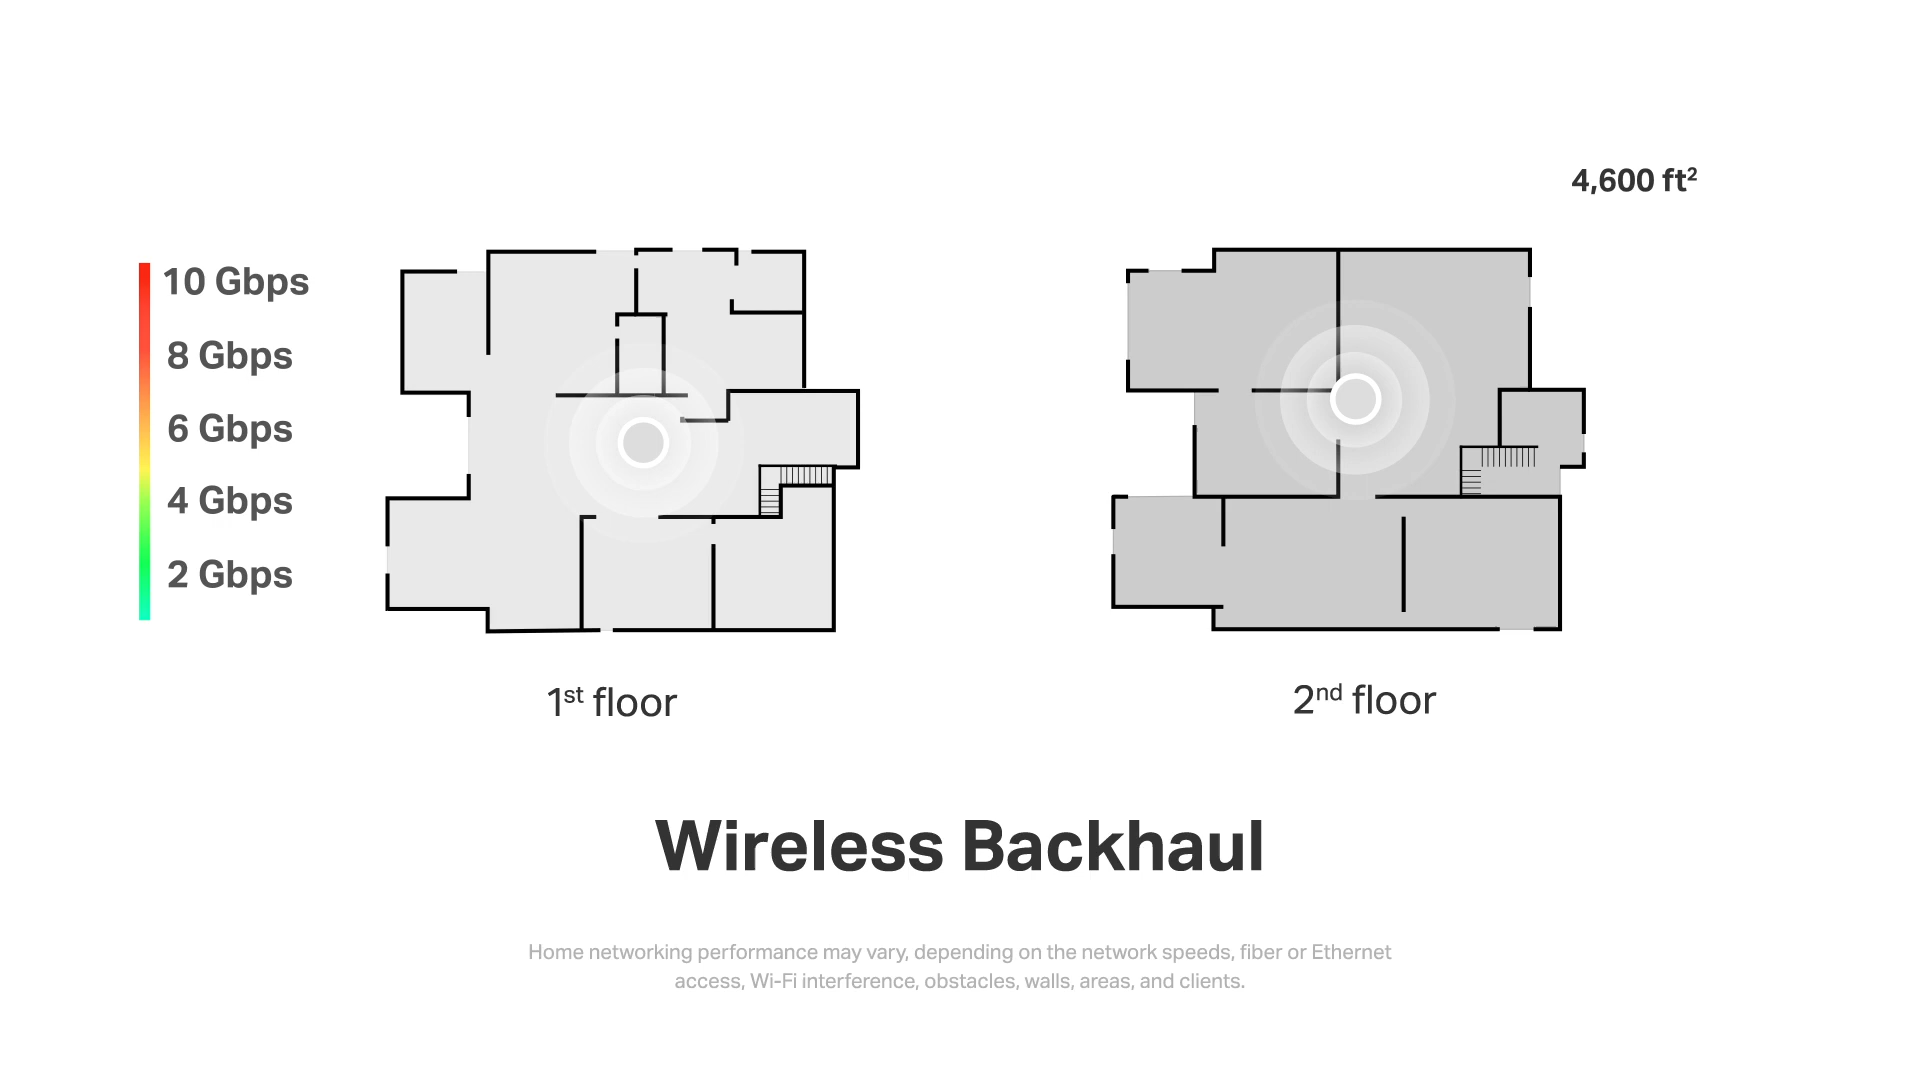 4,600 ft²
10 Gbps
8 Gbps
6 Gbps
4 Gbps
2 Gbps
1st floor
2nd floor
Wireless Backhaul
Home networking performance may vary, depending on the network speeds, fiber or Ethernet
access, Wi-Fi interference, obstacles, walls, areas, and clients.